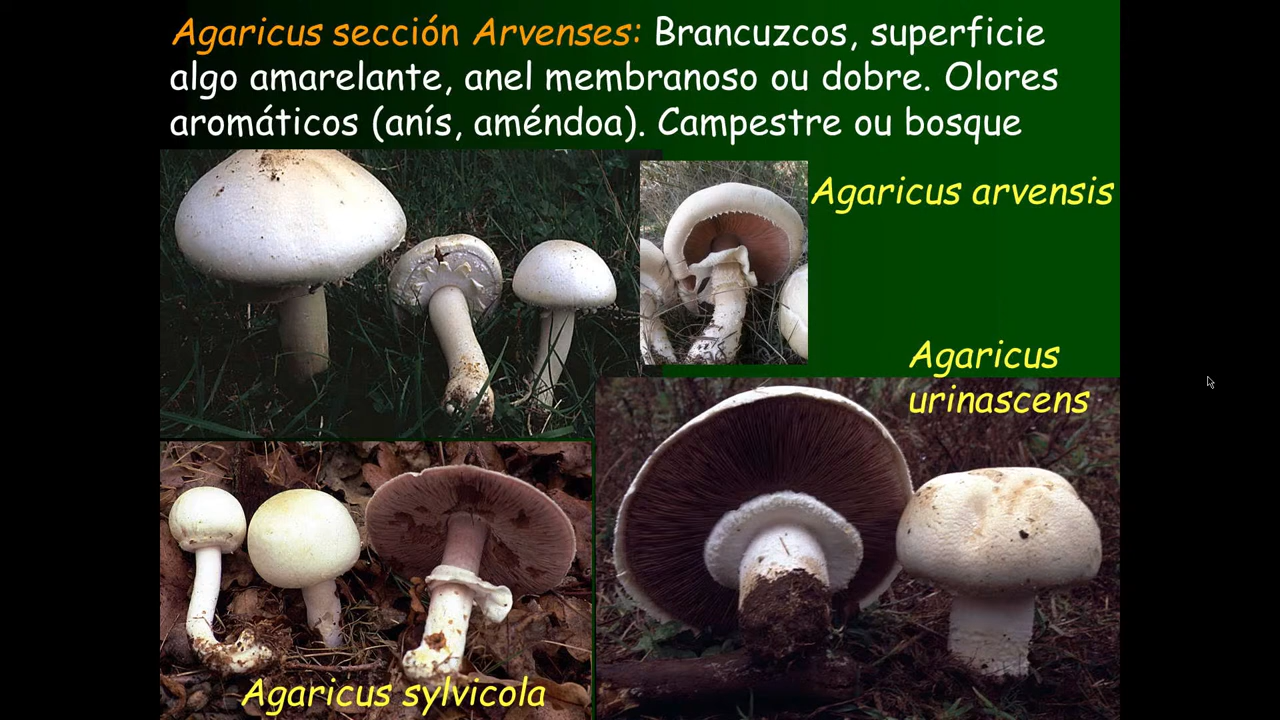 Agaricus sección Arvenses: Brancuzcos, superficie
algo amarelante, anel membranoso ou dobre. Olores
aromáticos (anís, améndoa). Campestre ou bosque
Agaricus arvensis
Agaricus
urinascens
Agaricus sylvicola